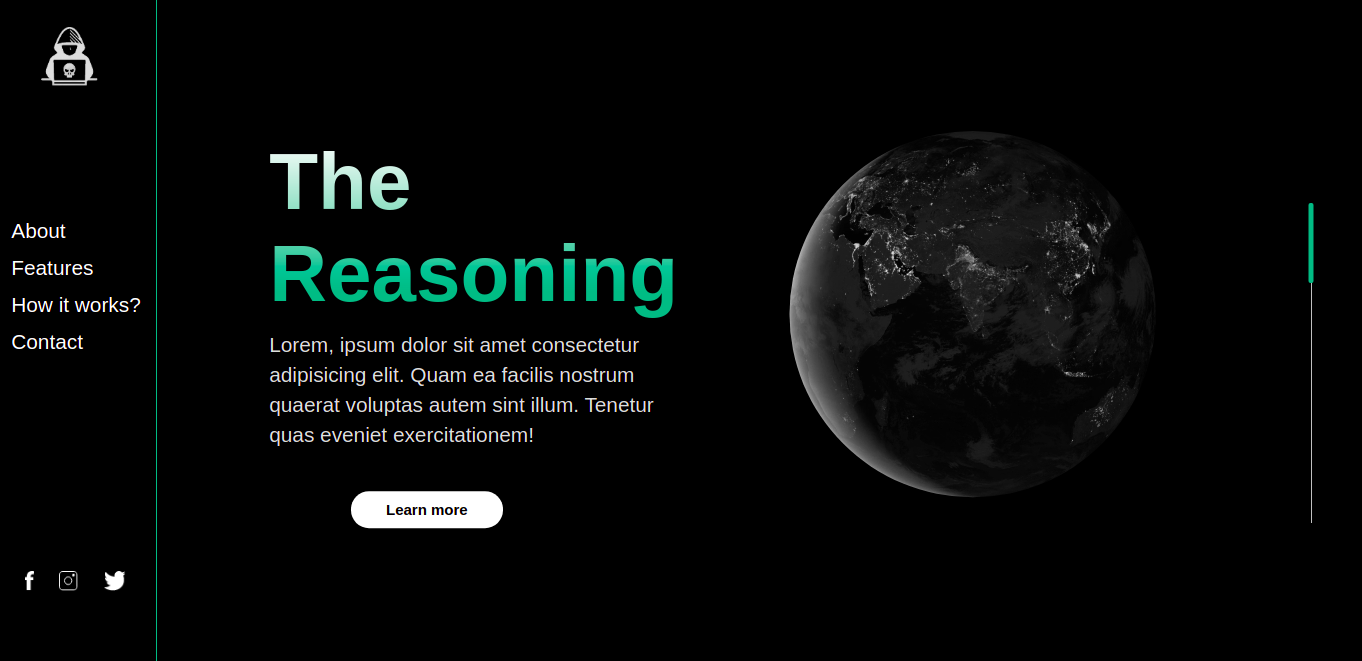 About
Features
How it works?
Contact
The
Reasoning
Lorem, ipsum dolor sit amet consectetur
adipisicing elit. Quam ea facilis nostrum
quaerat voluptas autem sint illum. Tenetur
quas eveniet exercitationem!
Learn more